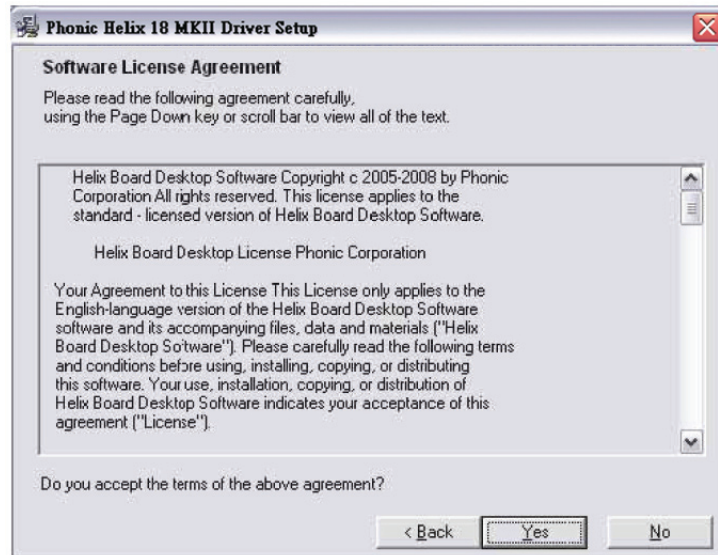 Phonic Helix 18 MKII Driver Setup
Software License Agreement
Please read the following agreement carefully,
using the Page Down key or scroll bar to view all of the text.
Helix Board Desktop Software Copyright c 2005-2008 by Phonic
Corporation All rights reserved. This license applies to the
standard - licensed version of Helix Board Desktop Software.
Helix Board Desktop License Phonic Corporation
Your Agreement to this License This License only applies to the
English-language version of the Helix Board Desktop Software
software and its accompanying files, data and materials ("Helix
Board Desktop Software"). Please carefully read the following terms
and conditions before using, installing, copying, or distributing
this software. Your use, installation, copying, or distribution of
Helix Board Desktop Software indicates your acceptance of this
agreement ("License").
Do you accept the terms of the above agreement?
< Back Yes No